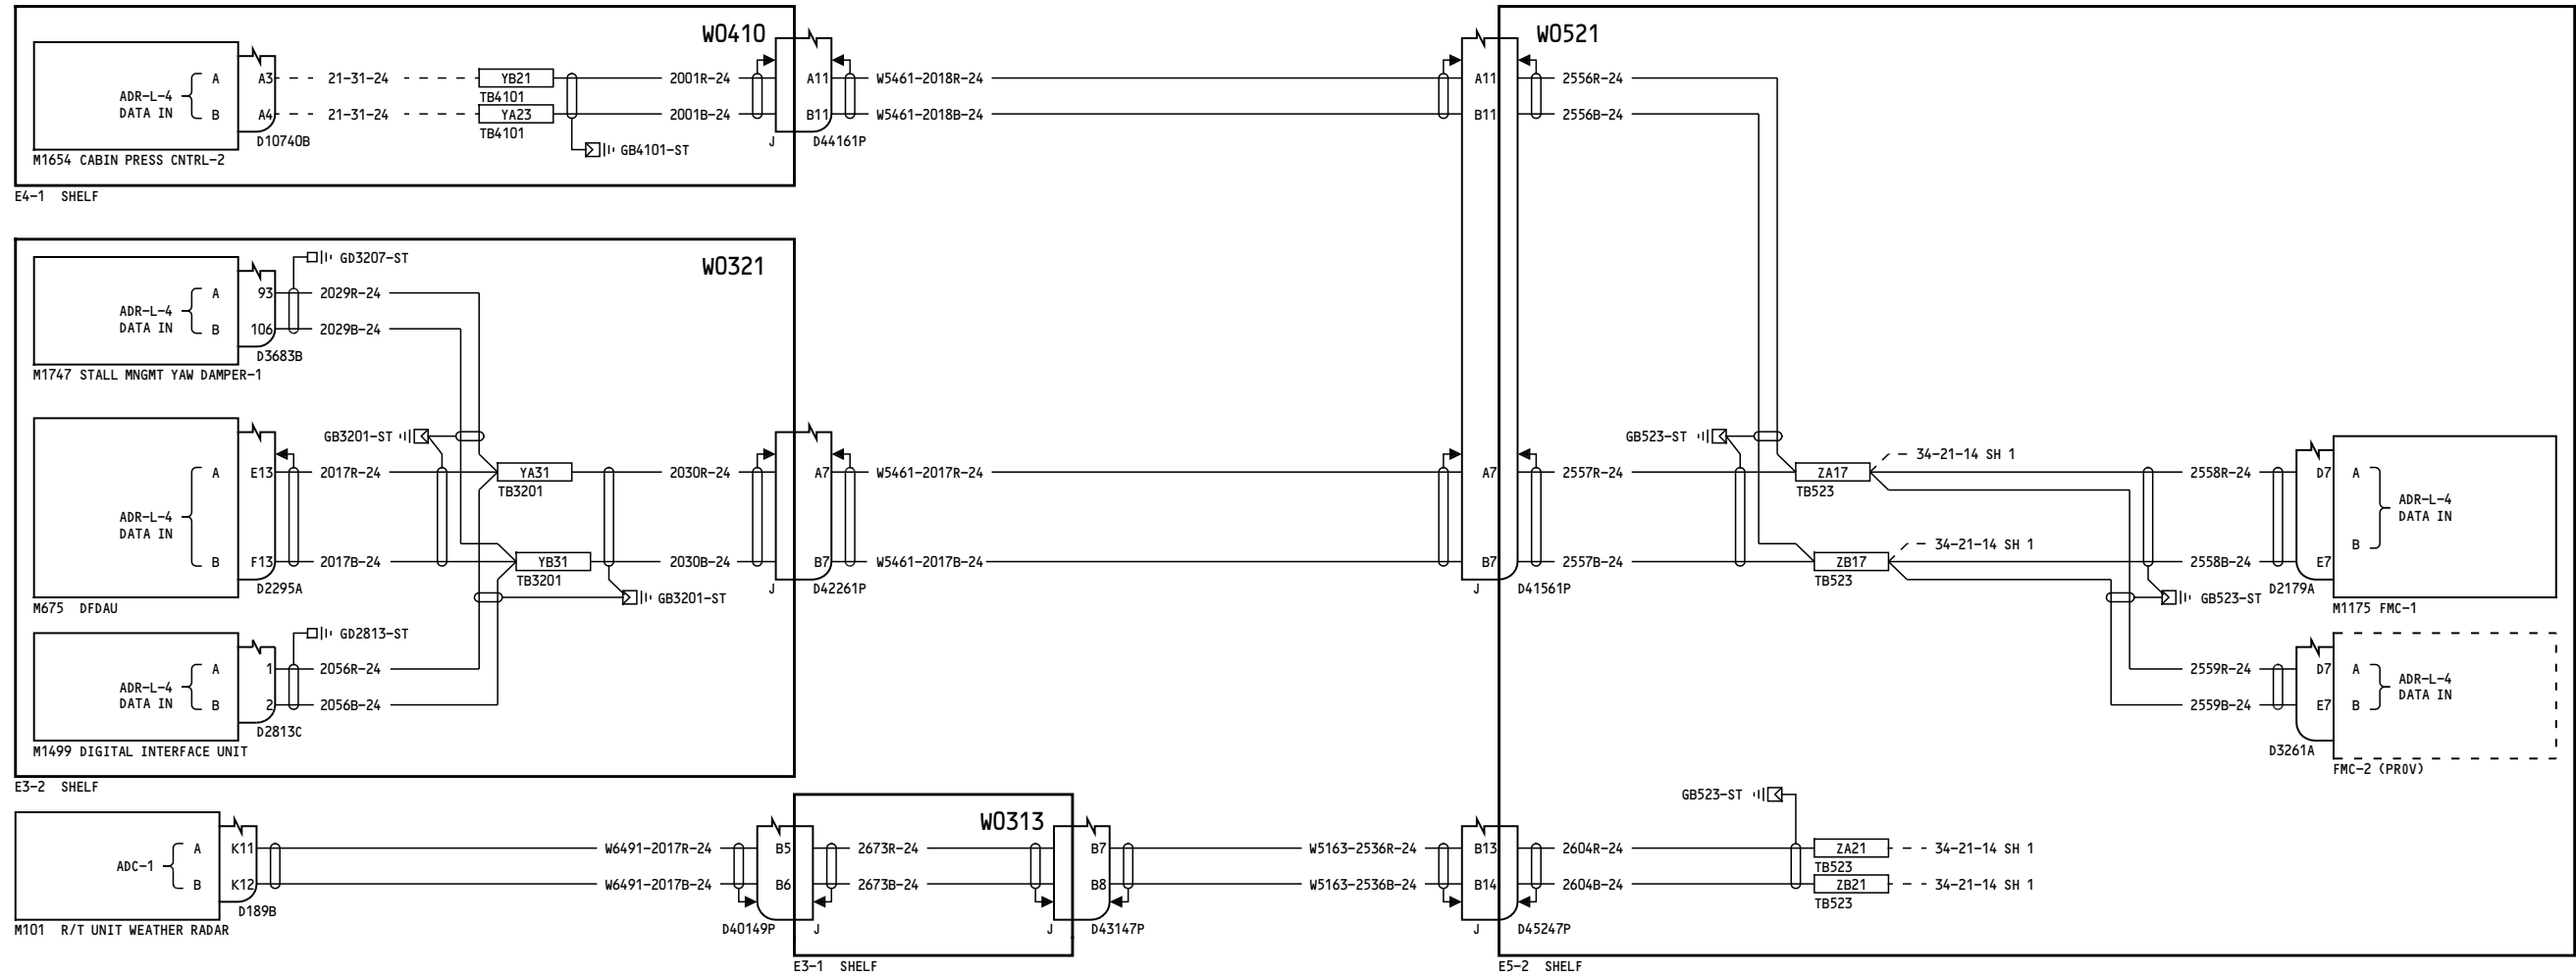 W0410
W0521
A
A3
21-31-24
YB21
2001R-24
A11
W5461-2018R-24
A11
2556R-24
ADR-L-4
DATA IN
TB4101
B
A4
21-31-24
YA23
2001B-24
B11
W5461-2018B-24
B11
2556B-24
TB4101
D10740B
J
D44161P
GB4101-ST
M1654 CABIN PRESS CNTRL-2
E4-1 SHELF
GD3207-ST
W0321
A
93
2029R-24
ADR-L-4
DATA IN
B
106
2029B-24
D3683B
M1747 STALL MNGMT YAW DAMPER-1
GB3201-ST
GB523-ST
34-21-14 SH 1
A
E13
2017R-24
YA31
2030R-24
A7
W5461-2017R-24
A7
2557R-24
ZA17
2558R-24
D7
A
TB3201
TB523
ADR-L-4
DATA IN
ADR-L-4
DATA IN
34-21-14 SH 1
B
B
F13
2017B-24
YB31
2030B-24
B7
W5461-2017B-24
B7
2557B-24
ZB17
2558B-24
E7
TB3201
TB523
D2295A
J
D42261P
J
D41561P
D2179A
GB3201-ST
GB523-ST
M675 DFDAU
M1175 FMC-1
GD2813-ST
A
1
2056R-24
2559R-24
D7
A
ADR-L-4
DATA IN
ADR-L-4
DATA IN
B
2
2056B-24
2559B-24
E7
B
D2813C
D3261A
M1499 DIGITAL INTERFACE UNIT
FMC-2 (PROV)
E3-2 SHELF
GB523-ST
W0313
A
K11
W6491-2017R-24
B5
2673R-24
B7
W5163-2536R-24
B13
2604R-24
ZA21
34-21-14 SH 1
ADC-1
TB523
B
K12
W6491-2017B-24
B6
2673B-24
B8
W5163-2536B-24
B14
2604B-24
ZB21
34-21-14 SH 1
TB523
D189B
D40149P
J
J
D43147P
J
D45247P
M101 R/T UNIT WEATHER RADAR
E3-1 SHELF
E5-2 SHELF